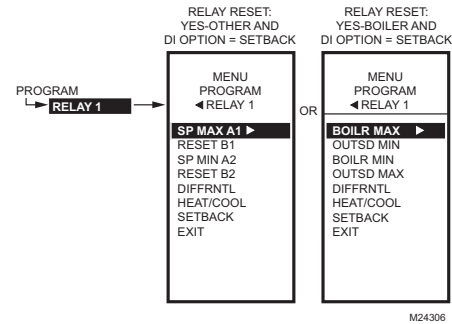 RELAY RESET:
YES-OTHER AND
DI OPTION = SETBACK
RELAY RESET:
YES-BOILER AND
DI OPTION = SETBACK
PROGRAM
RELAY 1
MENU
PROGRAM
◀RELAY 1
SP MAX A1 ▶
RESET B1
SP MIN A2
RESET B2
DIFFRNTL
HEAT/COOL
SETBACK
EXIT
OR
MENU
PROGRAM
◀RELAY 1
BOILR MAX ▶
OUTSD MIN
BOILR MIN
OUTSD MAX
DIFFRNTL
HEAT/COOL
SETBACK
EXIT
M24306